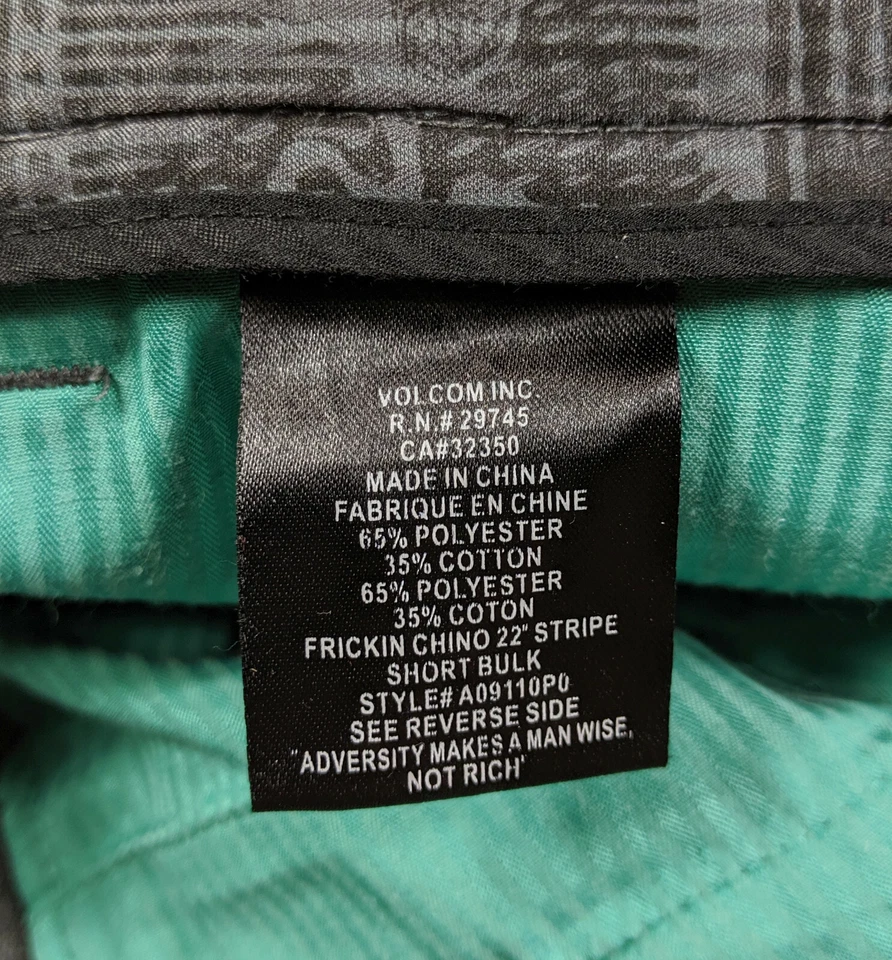 VOLCOM INC.
R.N.# 29745
CA#32350
MADE IN CHINA
FABRIQUE EN CHINE
65% POLYESTER
35% COTTON
65% POLYESTER
35% COTON
FRICKIN CHINO 22" STRIPE
SHORT BULK
STYLE# A09110P0
SEE REVERSE SIDE
"ADVERSITY MAKES A MAN WISE,
NOT RICH"